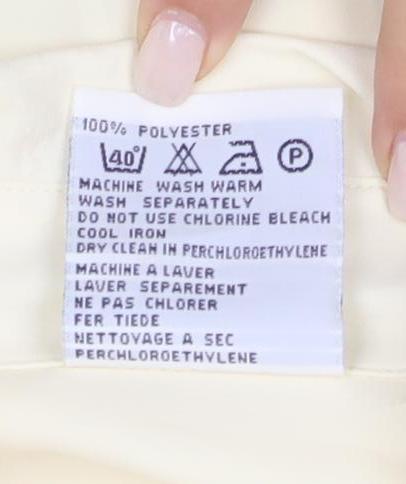 100% POLYESTER
40° P
MACHINE WASH WARM
WASH SEPARATELY
DO NOT USE CHLORINE BLEACH
COOL IRON
DRY CLEAN IN PERCHLOROETHYLENE
MACHINE A LAVER
LAVER SEPAREMENT
NE PAS CHLORER
FER TIEDE
NETTOYAGE A SEC
PERCHLOROETHYLENE